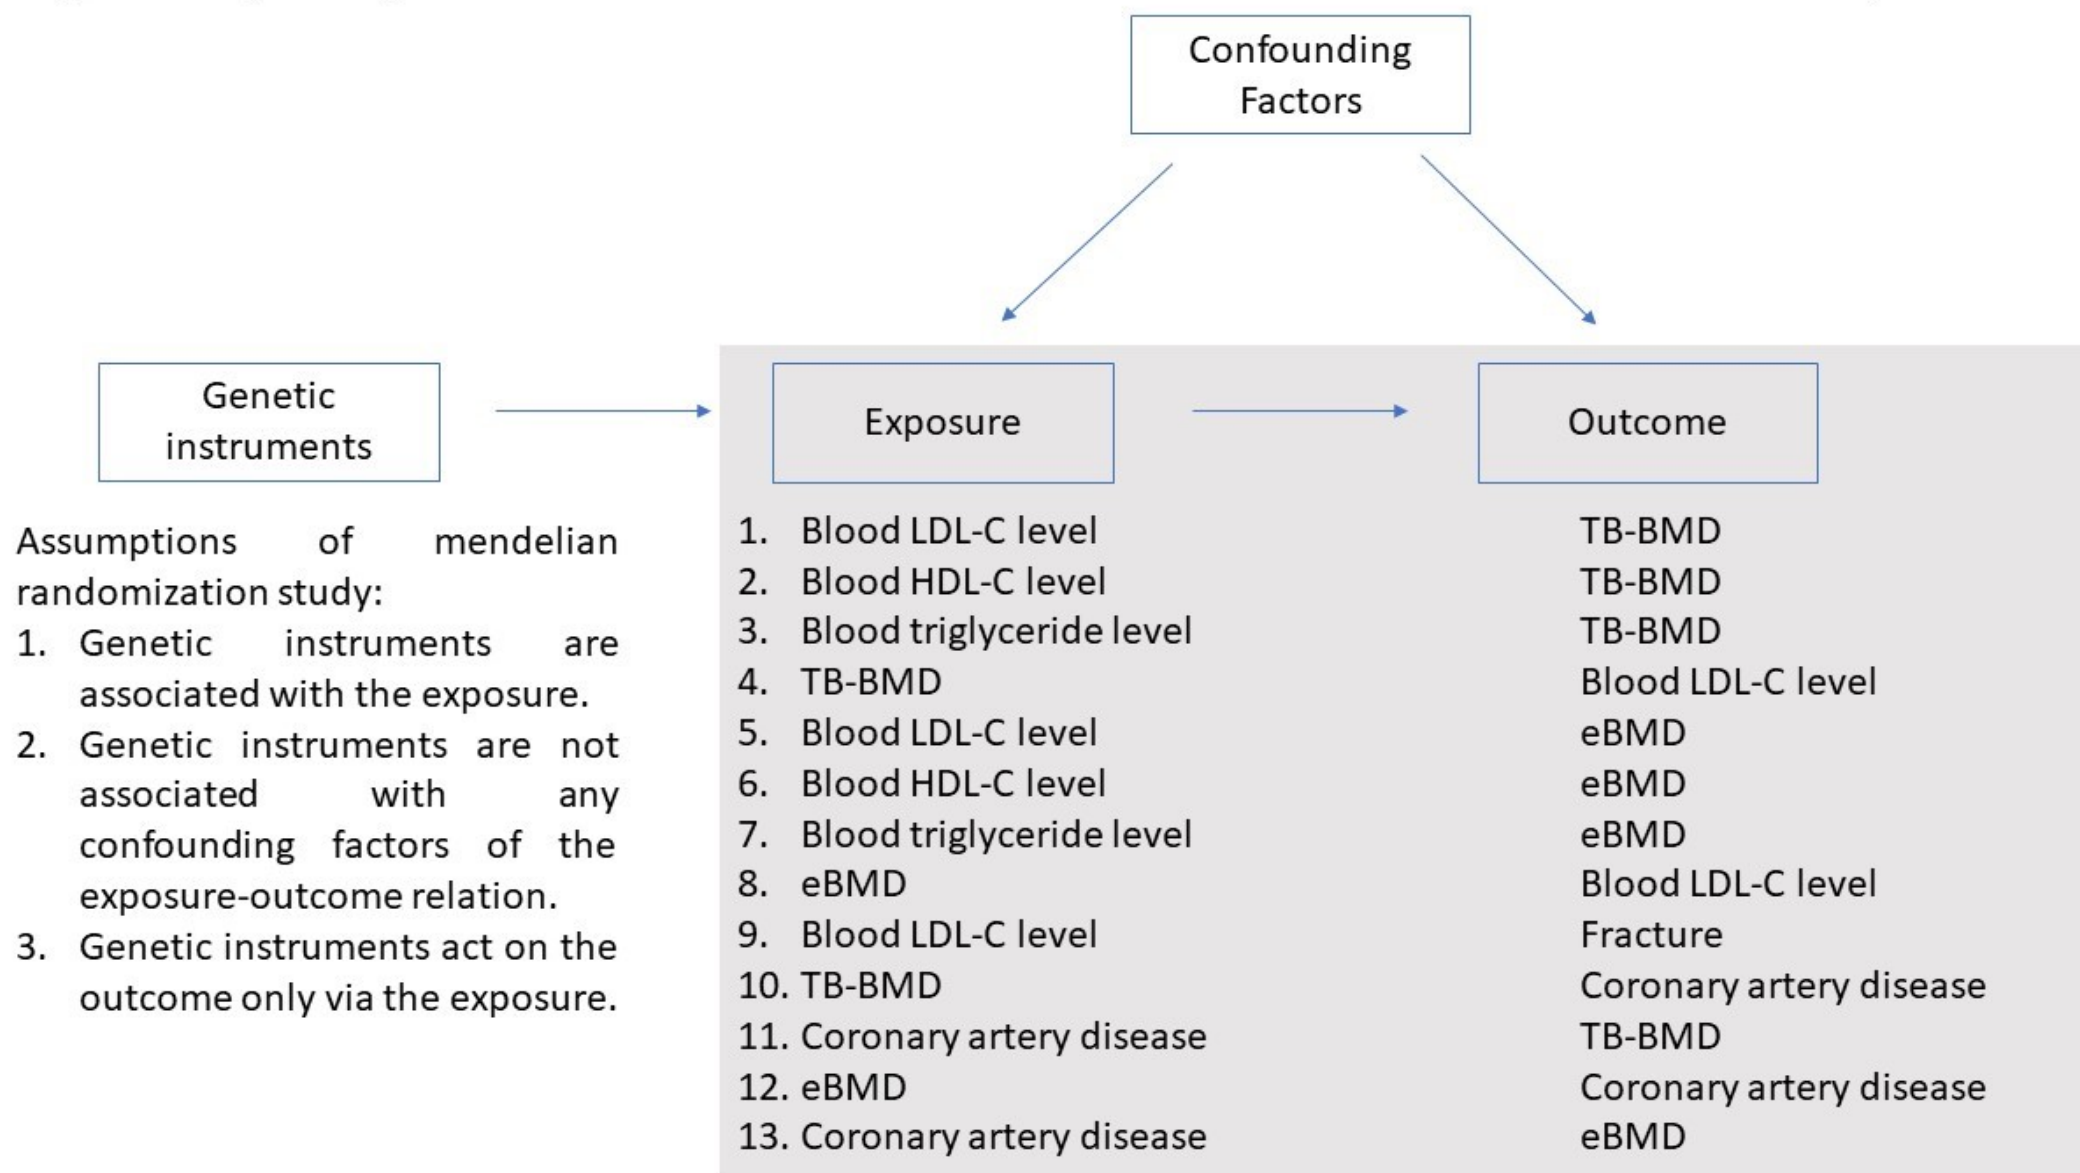 Confounding
Factors
Genetic
instruments
Exposure
Outcome
Assumptions of mendelian
randomization study:
1. Genetic instruments are
associated with the exposure.
2. Genetic instruments are not
associated with any
confounding factors of the
exposure-outcome relation.
3. Genetic instruments act on the
outcome only via the exposure.
1. Blood LDL-C level TB-BMD
2. Blood HDL-C level TB-BMD
3. Blood triglyceride level TB-BMD
4. TB-BMD Blood LDL-C level
5. Blood LDL-C level eBMD
6. Blood HDL-C level eBMD
7. Blood triglyceride level eBMD
8. eBMD Blood LDL-C level
9. Blood LDL-C level Fracture
10. TB-BMD Coronary artery disease
11. Coronary artery disease TB-BMD
12. eBMD Coronary artery disease
13. Coronary artery disease eBMD